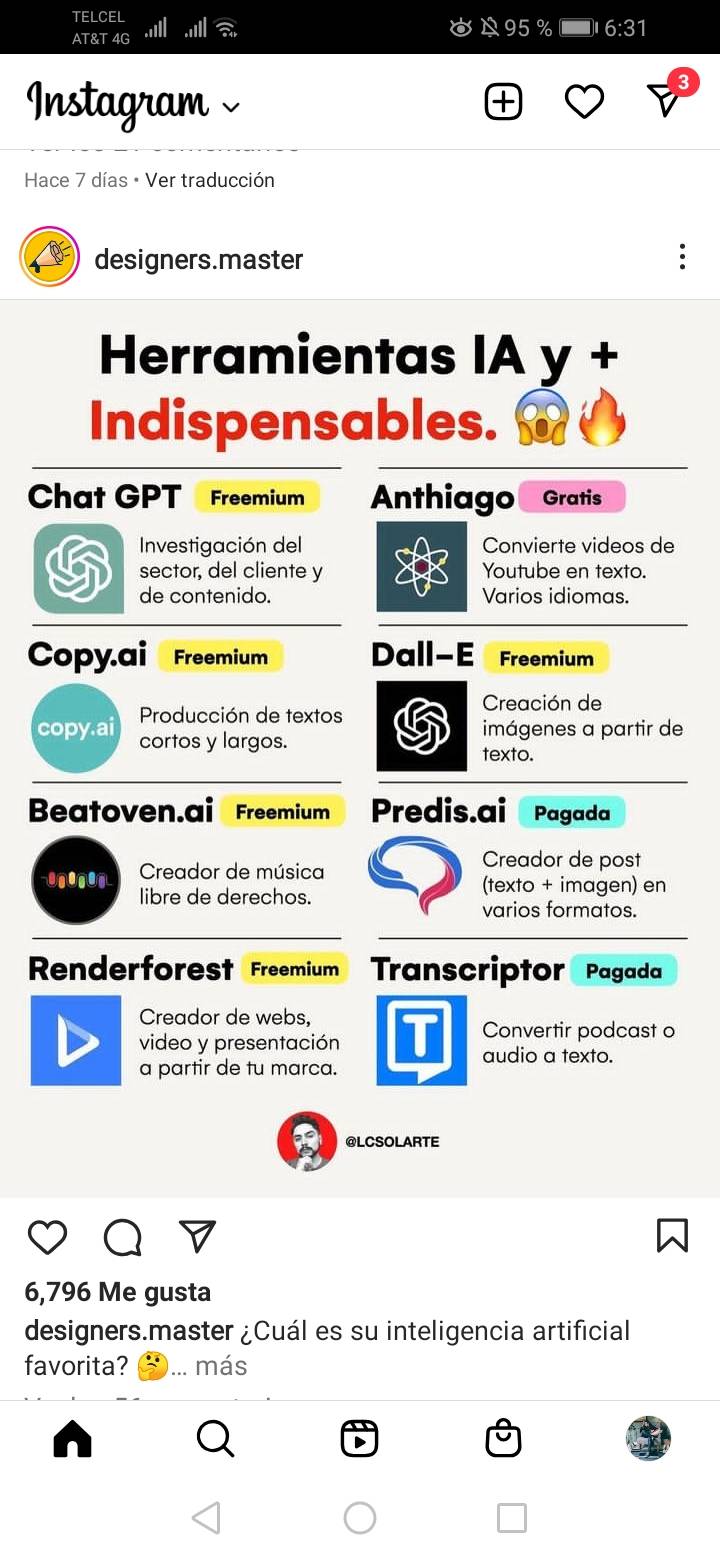 TELCEL
AT&T 4G
95 %
6:31
Instagram
3
Hace 7 días • Ver traducción
designers.master
Herramientas IA y +
Indispensables. 😱🔥
Chat GPT Freemium
Investigación del
sector, del cliente y
de contenido.
Anthiago Gratis
Convierte videos de
Youtube en texto.
Varios idiomas.
Copy.ai Freemium
copy.ai
Producción de textos
cortos y largos.
Dall-E Freemium
Creación de
imágenes a partir de
texto.
Beatoven.ai Freemium
Creador de música
libre de derechos.
Predis.ai Pagada
Creador de post
(texto + imagen) en
varios formatos.
Renderforest Freemium
Creador de webs,
video y presentación
a partir de tu marca.
Transcriptor Pagada
T
Convertir podcast o
audio a texto.
@LCSOLARTE
6,796 Me gusta
designers.master ¿Cuál es su inteligencia artificial
favorita? 🤔... más